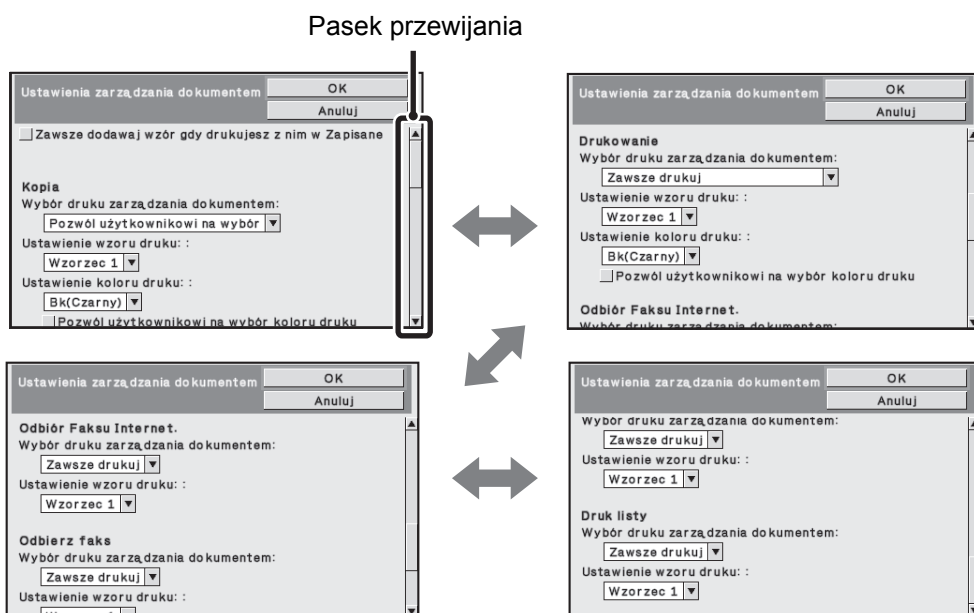 Pasek przewijania
Ustawienia zarządzania dokumentem
OK
Anuluj
Zawsze dodawaj wzór gdy drukujesz z nim w Zapisane
Kopia
Wybór druku zarządzania dokumentem:
Pozwól użytkownikowi na wybór
Ustawienie wzoru druku: :
Wzorzec 1
Ustawienie koloru druku: :
Bk(Czarny)
Pozwól użytkownikowi na wybór koloru druku
Ustawienia zarządzania dokumentem
OK
Anuluj
Drukowanie
Wybór druku zarządzania dokumentem:
Zawsze drukuj
Ustawienie wzoru druku: :
Wzorzec 1
Ustawienie koloru druku: :
Bk(Czarny)
Pozwól użytkownikowi na wybór koloru druku
Odbiór Faksu Internet.
Wybór druku zarządzania dokumentem:
Ustawienia zarządzania dokumentem
OK
Anuluj
Odbiór Faksu Internet.
Wybór druku zarządzania dokumentem:
Zawsze drukuj
Ustawienie wzoru druku: :
Wzorzec 1
Odbierz faks
Wybór druku zarządzania dokumentem:
Zawsze drukuj
Ustawienie wzoru druku: :
Ustawienia zarządzania dokumentem
OK
Anuluj
Wybór druku zarządzania dokumentem:
Zawsze drukuj
Ustawienie wzoru druku: :
Wzorzec 1
Druk listy
Wybór druku zarządzania dokumentem:
Zawsze drukuj
Ustawienie wzoru druku: :
Wzorzec 1